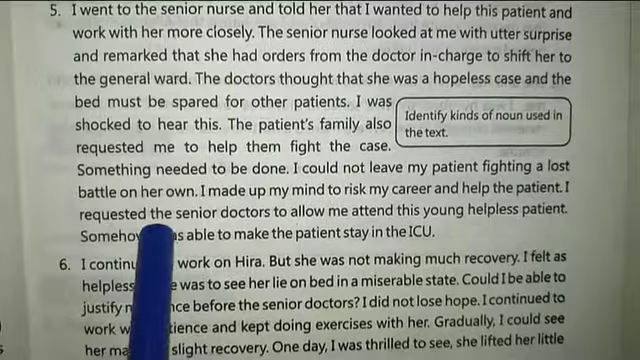 5. I went to the senior nurse and told her that I wanted to help this patient and
work with her more closely. The senior nurse looked at me with utter surprise
and remarked that she had orders from the doctor in-charge to shift her to
the general ward. The doctors thought that she was a hopeless case and the
bed must be spared for other patients. I was
shocked to hear this. The patient's family also
requested me to help them fight the case.
Identify kinds of noun used in
the text.
Something needed to be done. I could not leave my patient fighting a lost
battle on her own. I made up my mind to risk my career and help the patient. I
requested the senior doctors to allow me attend this young helpless patient.
able to make the patient stay in the ICU.
6. I work on Hira. But she was not making much recovery. I felt as
helpless was to see her lie on bed in a miserable state. Could I be able to
justify before the senior doctors? I did not lose hope. I continued to
work and kept doing exercises with her. Gradually, I could see
her slight recovery. One day, I was thrilled to see, she lifted her little